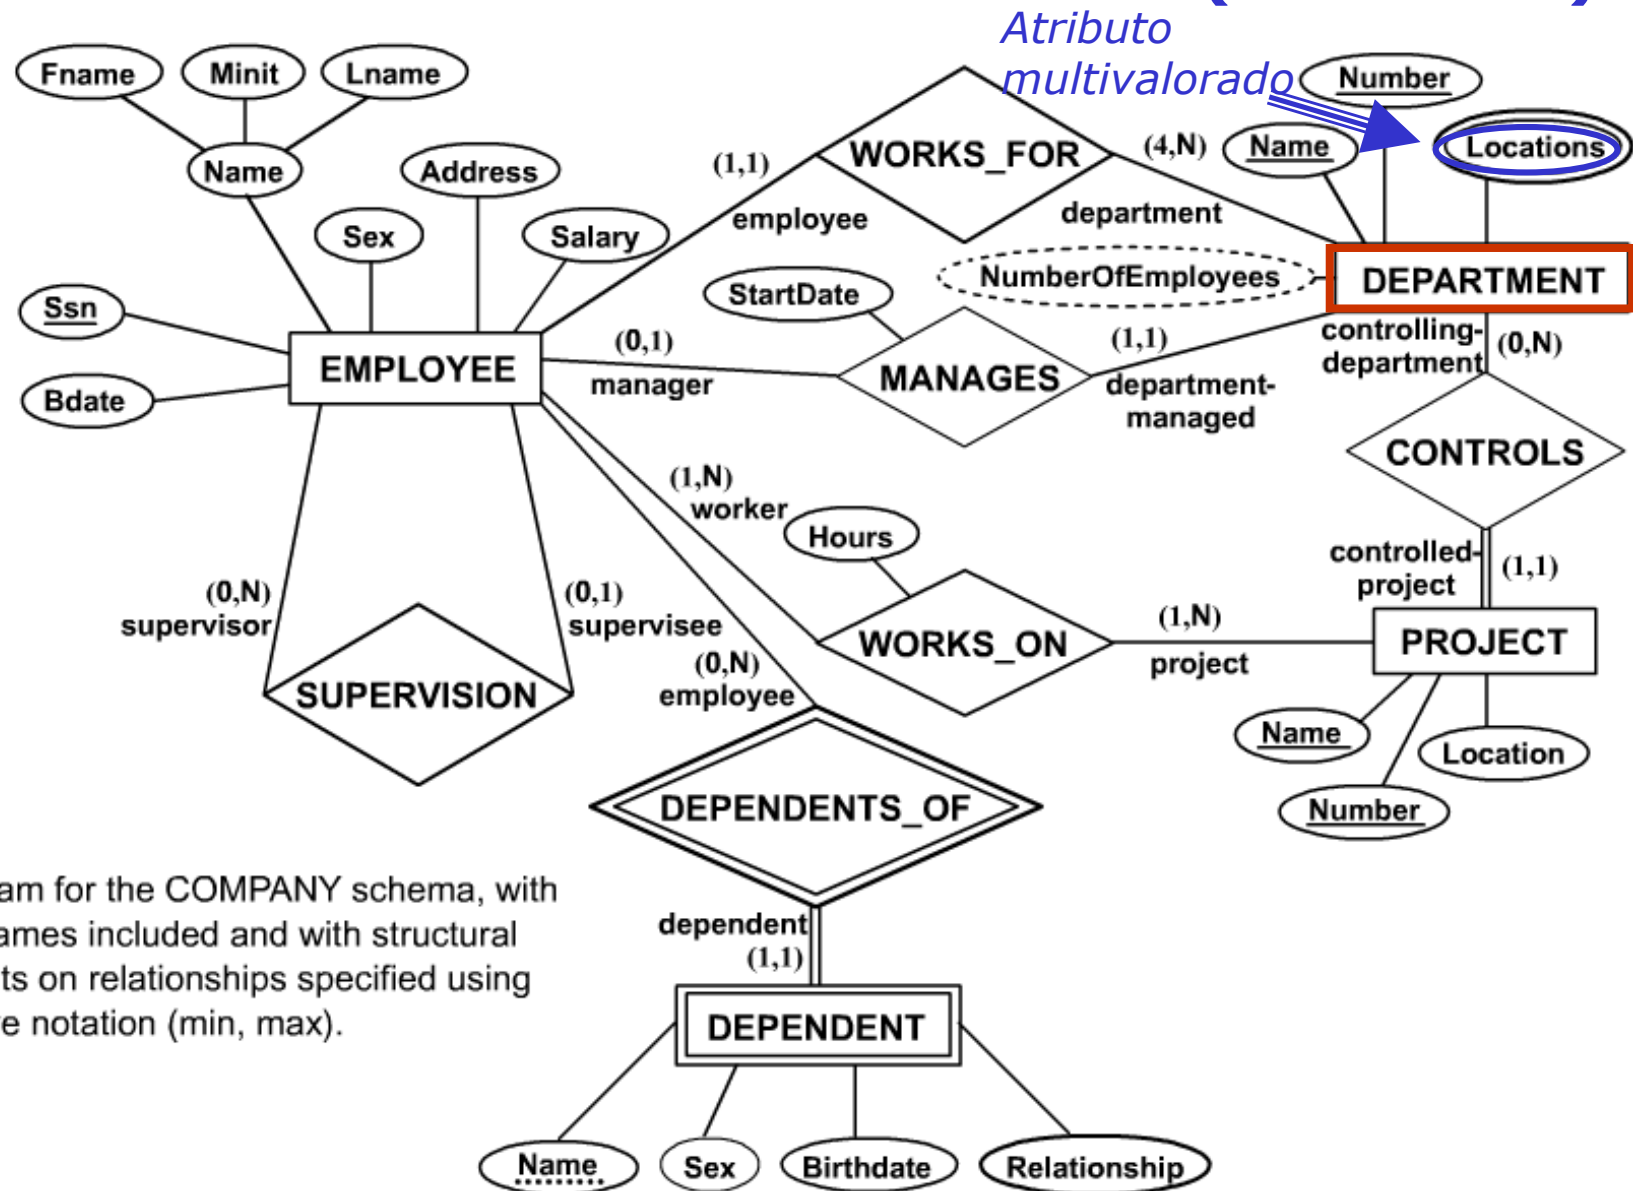 Atributo
multivalorado
Fname
Minit
Lname
Number
Name
Address
Sex
Salary
(1,1)
WORKS_FOR
(4,N)
Name
Locations
employee
department
Ssn
StartDate
NumberOfEmployees
DEPARTMENT
Bdate
EMPLOYEE
(0,1)
manager
MANAGES
(1,1)
department-
managed
controlling-
department
(0,N)
CONTROLS
(1,N)
worker
Hours
controlled-
project
(1,1)
(0,N)
supervisor
(0,1)
supervisee
SUPERVISION
(0,N)
employee
WORKS_ON
(1,N)
project
PROJECT
Name
Location
Number
DEPENDENTS_OF
am for the COMPANY schema, with
ames included and with structural
ts on relationships specified using
e notation (min, max).
dependent
(1,1)
DEPENDENT
Name
Sex
Birthdate
Relationship